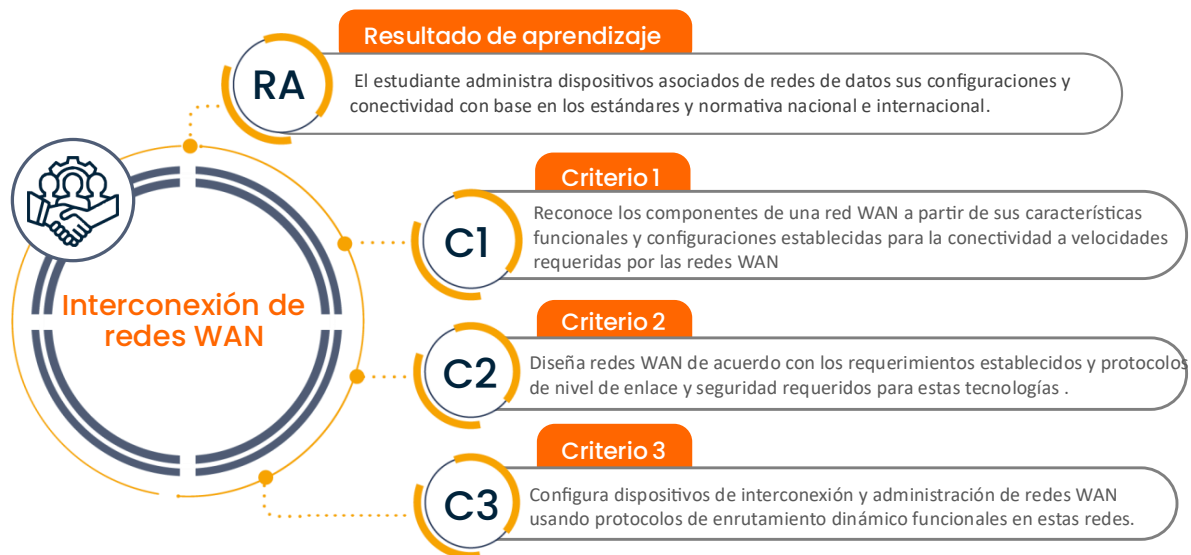 Resultado de aprendizaje
RA
El estudiante administra dispositivos asociados de redes de datos sus configuraciones y
conectividad con base en los estándares y normativa nacional e internacional.
Interconexión de
redes WAN
Criterio 1
C1
Reconoce los componentes de una red WAN a partir de sus características
funcionales y configuraciones establecidas para la conectividad a velocidades
requeridas por las redes WAN
Criterio 2
C2
Diseña redes WAN de acuerdo con los requerimientos establecidos y protocolos
de nivel de enlace y seguridad requeridos para estas tecnologías .
Criterio 3
C3
Configura dispositivos de interconexión y administración de redes WAN
usando protocolos de enrutamiento dinámico funcionales en estas redes.